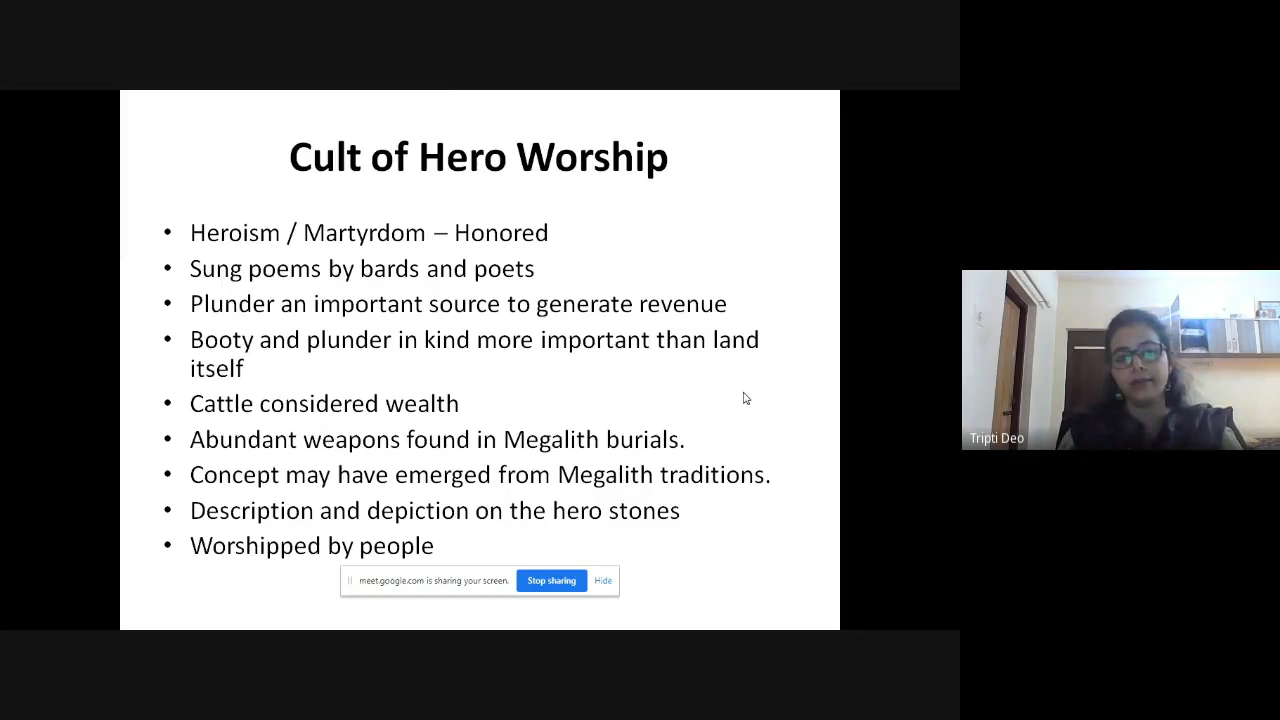 Cult of Hero Worship
• Heroism / Martyrdom – Honored
• Sung poems by bards and poets
• Plunder an important source to generate revenue
• Booty and plunder in kind more important than land
itself
• Cattle considered wealth
• Abundant weapons found in Megalith burials.
• Concept may have emerged from Megalith traditions.
• Description and depiction on the hero stones
• Worshipped by people
meet.google.com is sharing your screen. Stop sharing Hide
Tripti Deo